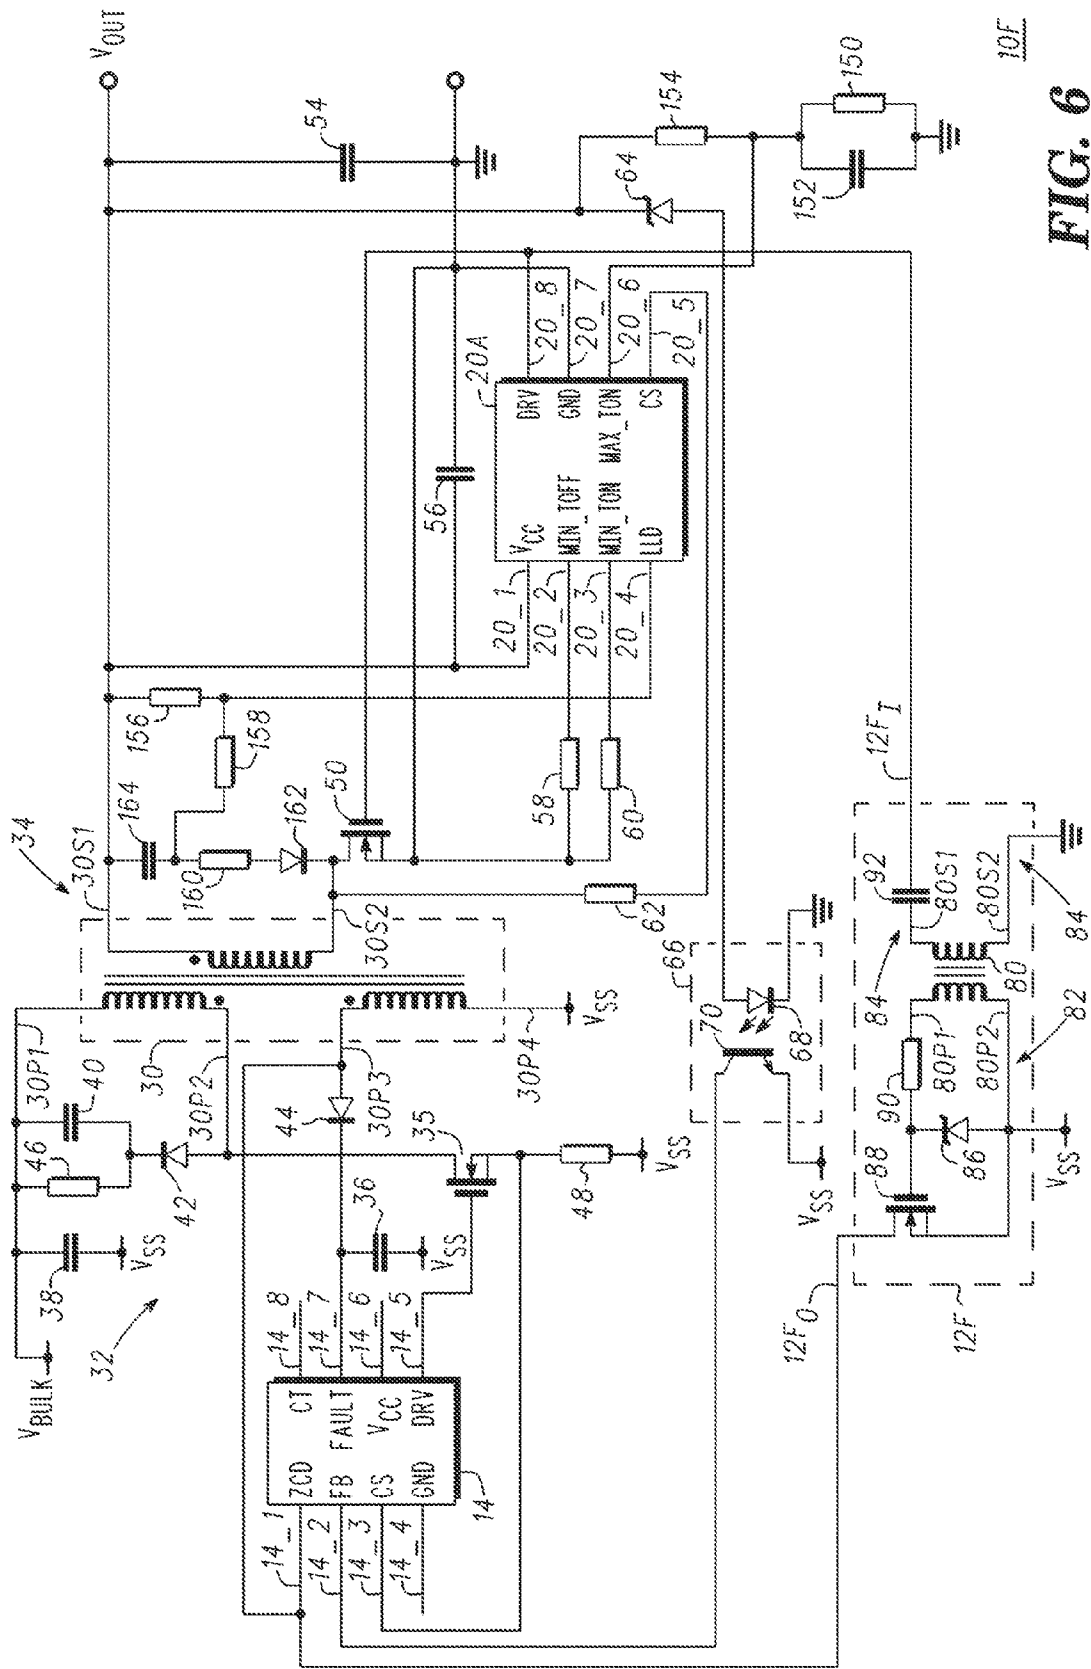 V_BULK
32
38
V_SS
46
40
42
30P1
30
30P2
34
30S1
164
156
158
160
162
50
30S2
62
54
V_OUT
44
30P3
30P4
V_SS
35
36
V_SS
48
V_SS
14_1
14_2
14_3
14_4
ZCD
FB
CS
GND
CT
FAULT
V_CC
DRV
14_8
14_7
14_6
14_5
14
56
20A
20_1
20_2
20_3
20_4
V_CC
MIN_TOFF
MIN_TON
LLD
DRV
GND
MAX_TON
CS
20_8
20_7
20_6
20_5
58
60
64
154
152
150
66
70
68
V_SS
12F_O
12F
12F_I
88
90
86
V_SS
80P1
80P2
82
84
92
80S1
80S2
80
84
10F
FIG. 6